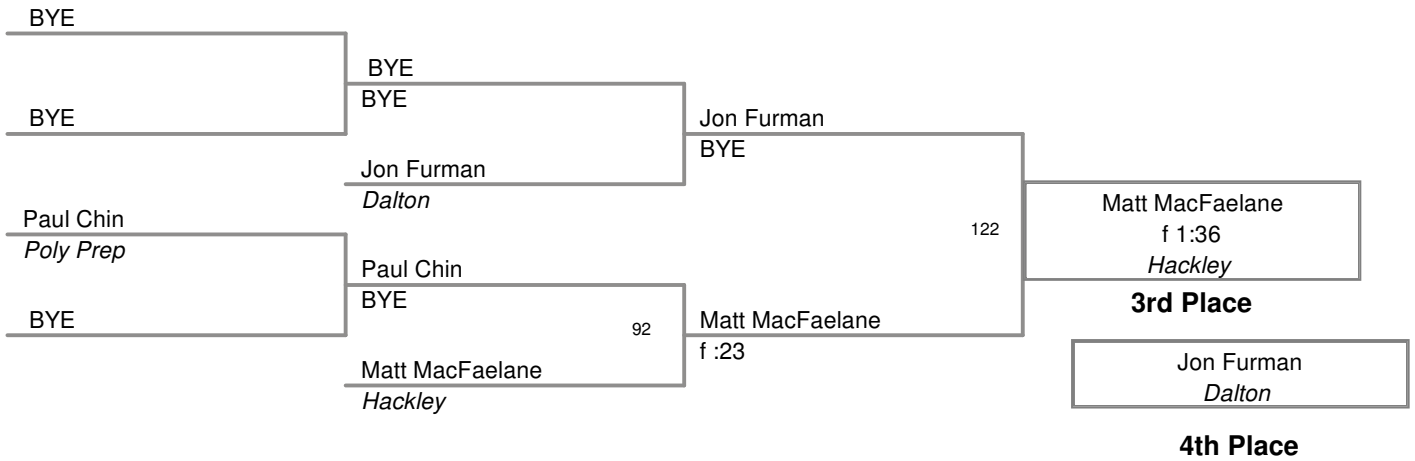 BYE
BYE
BYE
BYE
Jon Furman
BYE
Jon Furman
Dalton
Paul Chin
Poly Prep
Paul Chin
BYE
BYE
92
Matt MacFaelane
f :23
Matt MacFaelane
Hackley
122
Matt MacFaelane
f 1:36
Hackley
3rd Place
Jon Furman
Dalton
4th Place